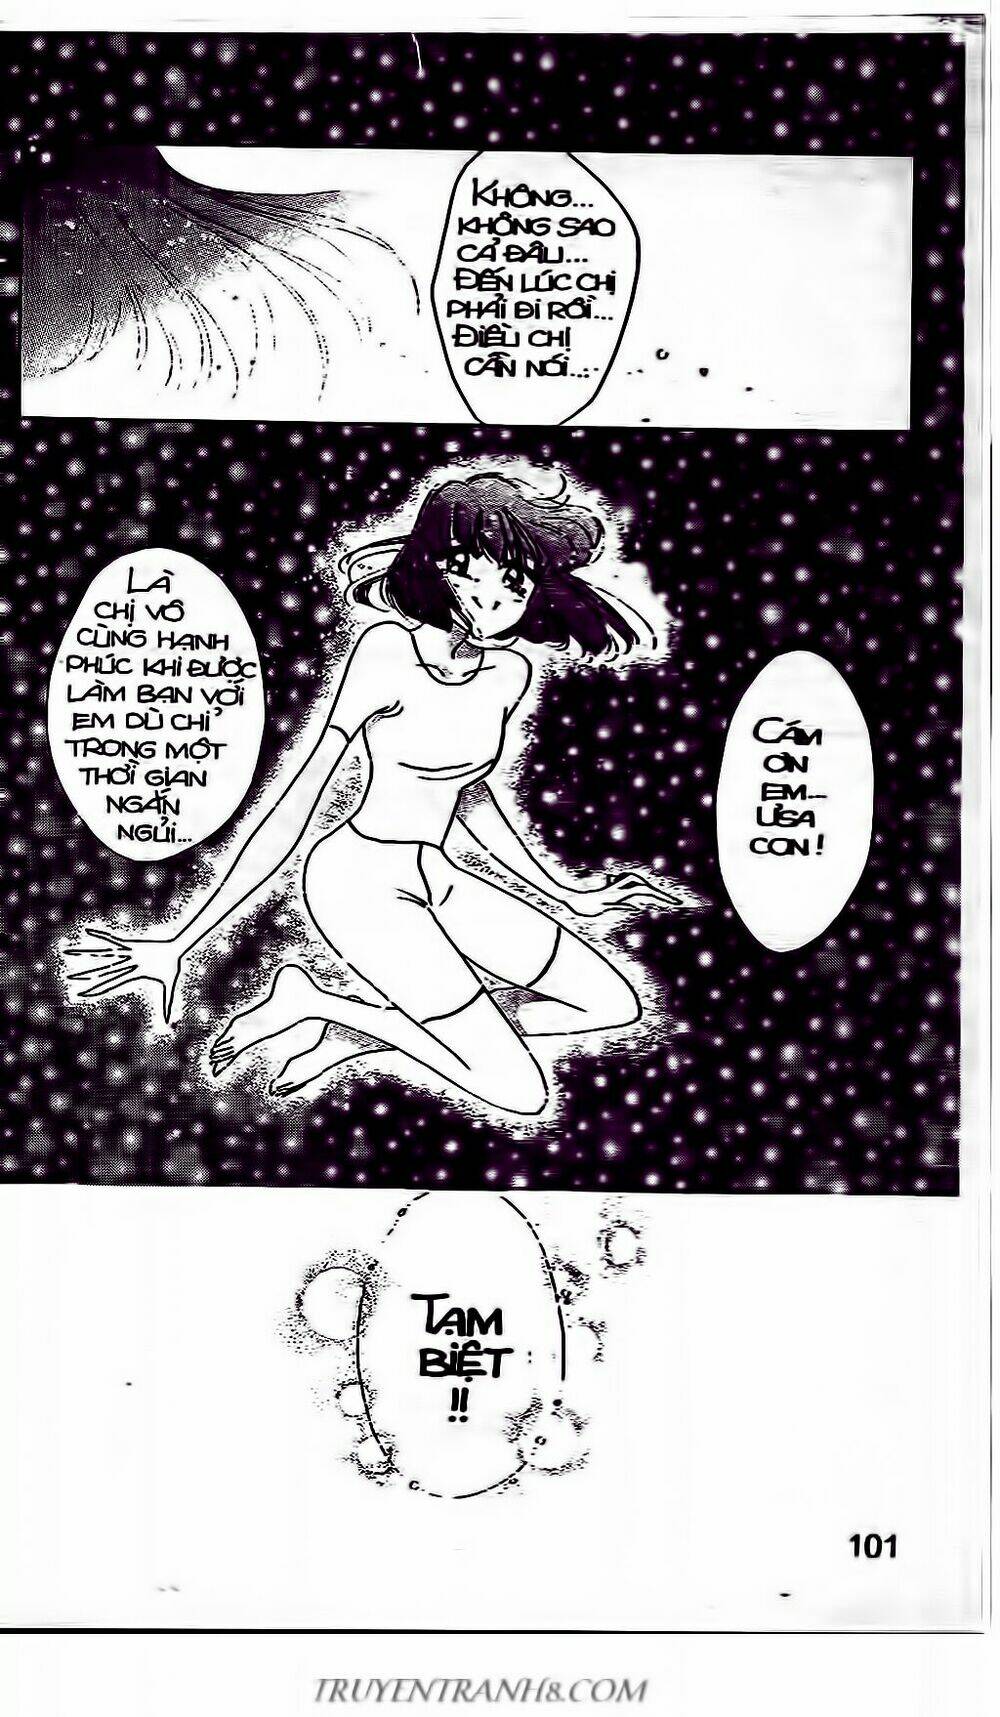 KHÔNG...
KHÔNG SAO
CẢ ĐÂU...
ĐẾN LÚC CHỊ
PHẢI ĐI RỒI...
ĐIỀU CHỊ
CẦN NÓI...
LÀ
CHỊ VÔ
CÙNG HẠNH
PHÚC KHI ĐƯỢC
LÀM BẠN VỚI
EM DÙ CHỈ
TRONG MỘT
THỜI GIAN
NGẮN
NGỦI...
CÁM
ƠN
EM...
USA
CON!
TẠM
BIỆT
!!
101
TRUYENTRANH8.COM